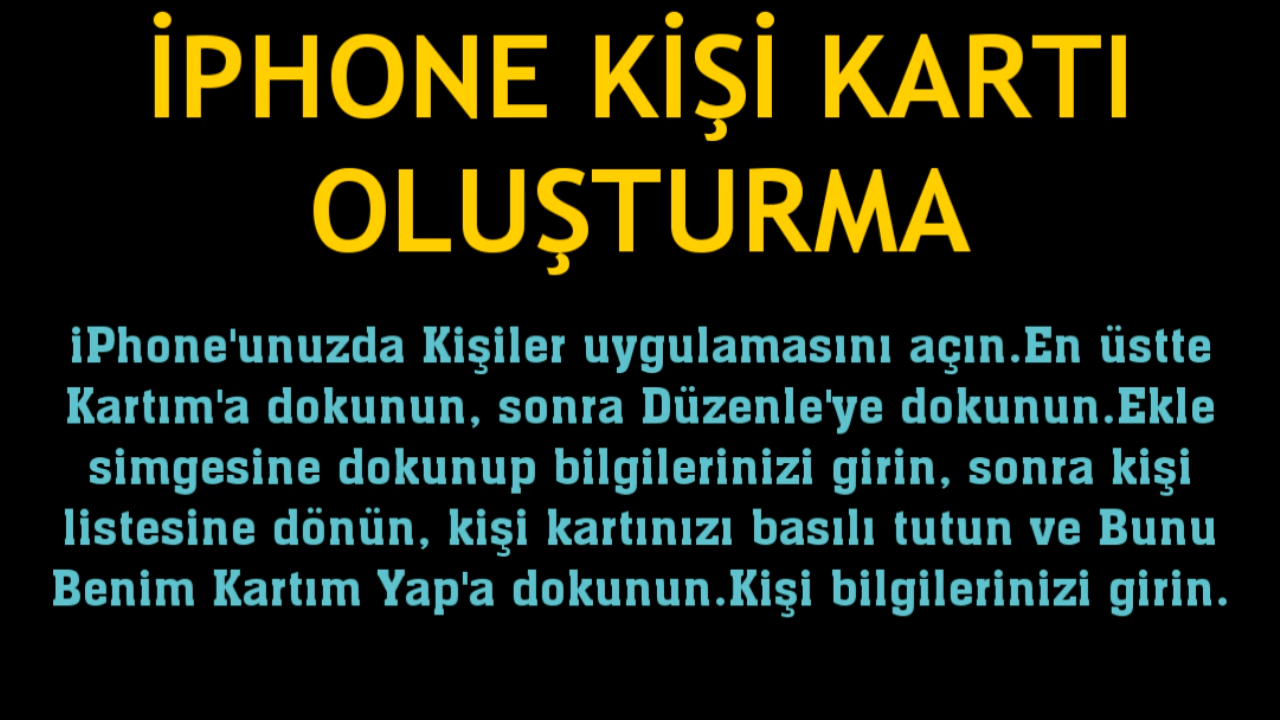 İPHONE KİŞİ KARTI
OLUŞTURMA
iPhone'unuzda Kişiler uygulamasını açın.En üstte
Kartım'a dokunun, sonra Düzenle'ye dokunun.Ekle
simgesine dokunup bilgilerinizi girin, sonra kişi
listesine dönün, kişi kartınızı basılı tutun ve Bunu
Benim Kartım Yap'a dokunun.Kişi bilgilerinizi girin.